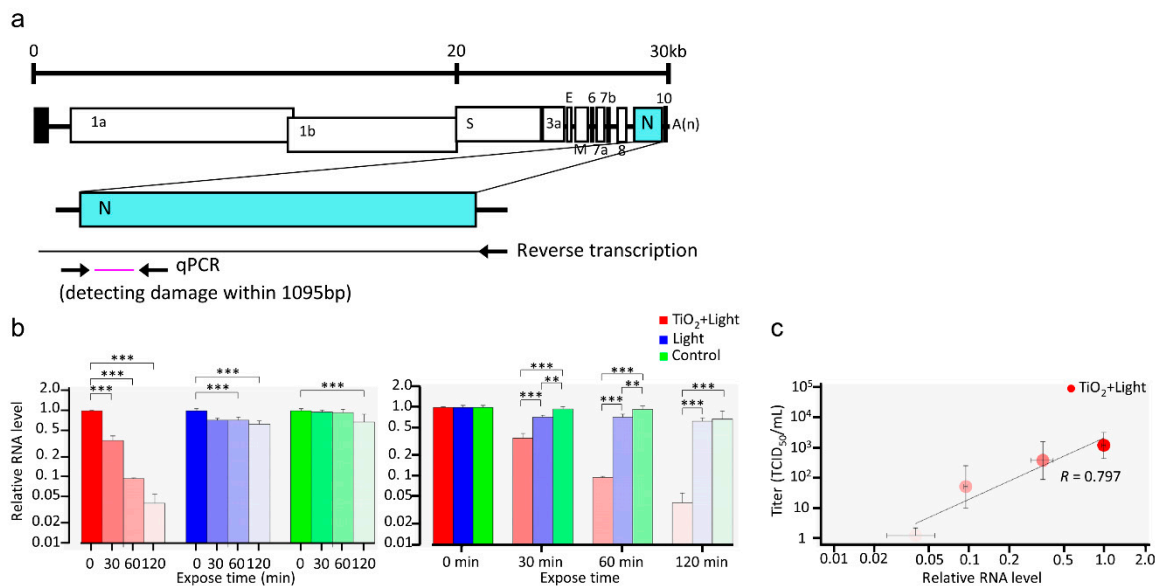 a
0 20 30kb
1a 1b S 3a E M 6 7a 7b 8 N 10 A(n)
N
Reverse transcription
qPCR
(detecting damage within 1095bp)
b
TiO2+Light
Light
Control
Relative RNA level
2.0
1.0
0.5
0.2
0.1
0.05
0.02
0.01
*** *** ***
*** ***
***
0 30 60 120 0 30 60 120 0 30 60 120
Expose time (min)
2.0
1.0
0.5
0.2
0.1
0.05
0.02
0.01
*** *** **
*** *** **
*** ***
0 min 30 min 60 min 120 min
Expose time
c
TiO2+Light
Titer (TCID50/mL)
10^5
10^4
10^3
10^2
10
1
R = 0.797
0.01 0.02 0.05 0.1 0.2 0.5 1.0 2.0
Relative RNA level